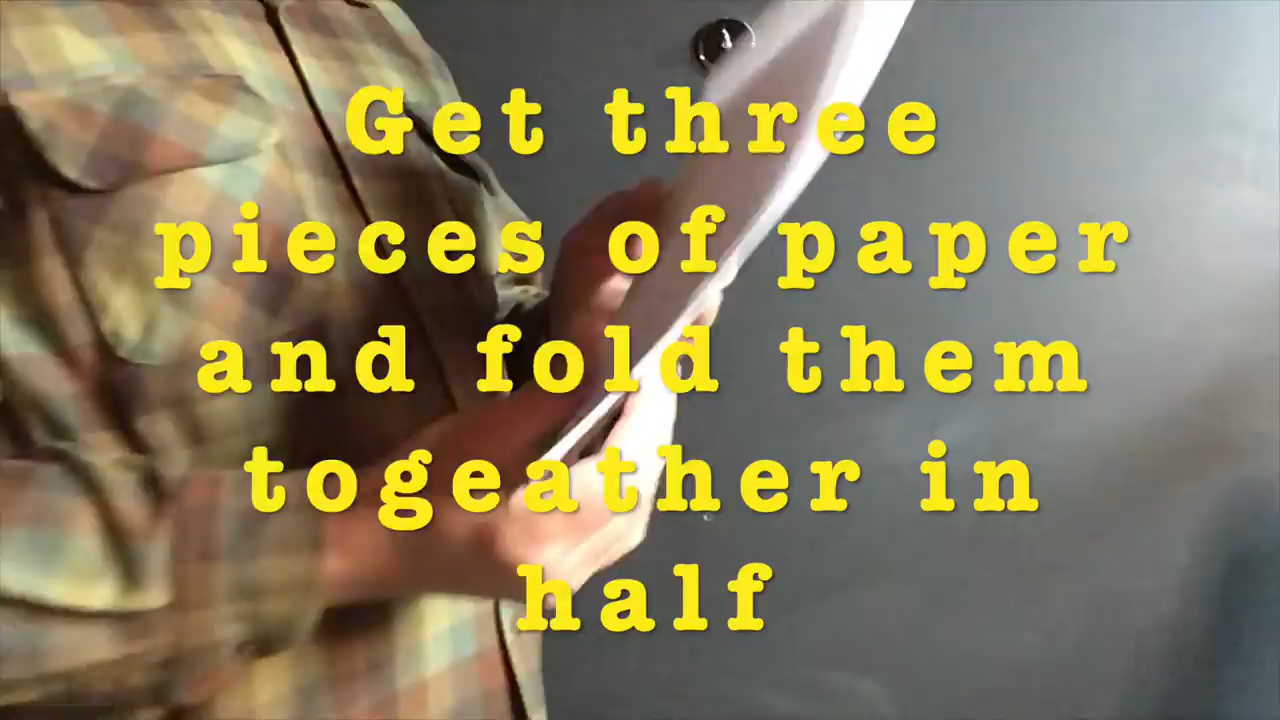 Get three
pieces of paper
and fold them
togeather in
half